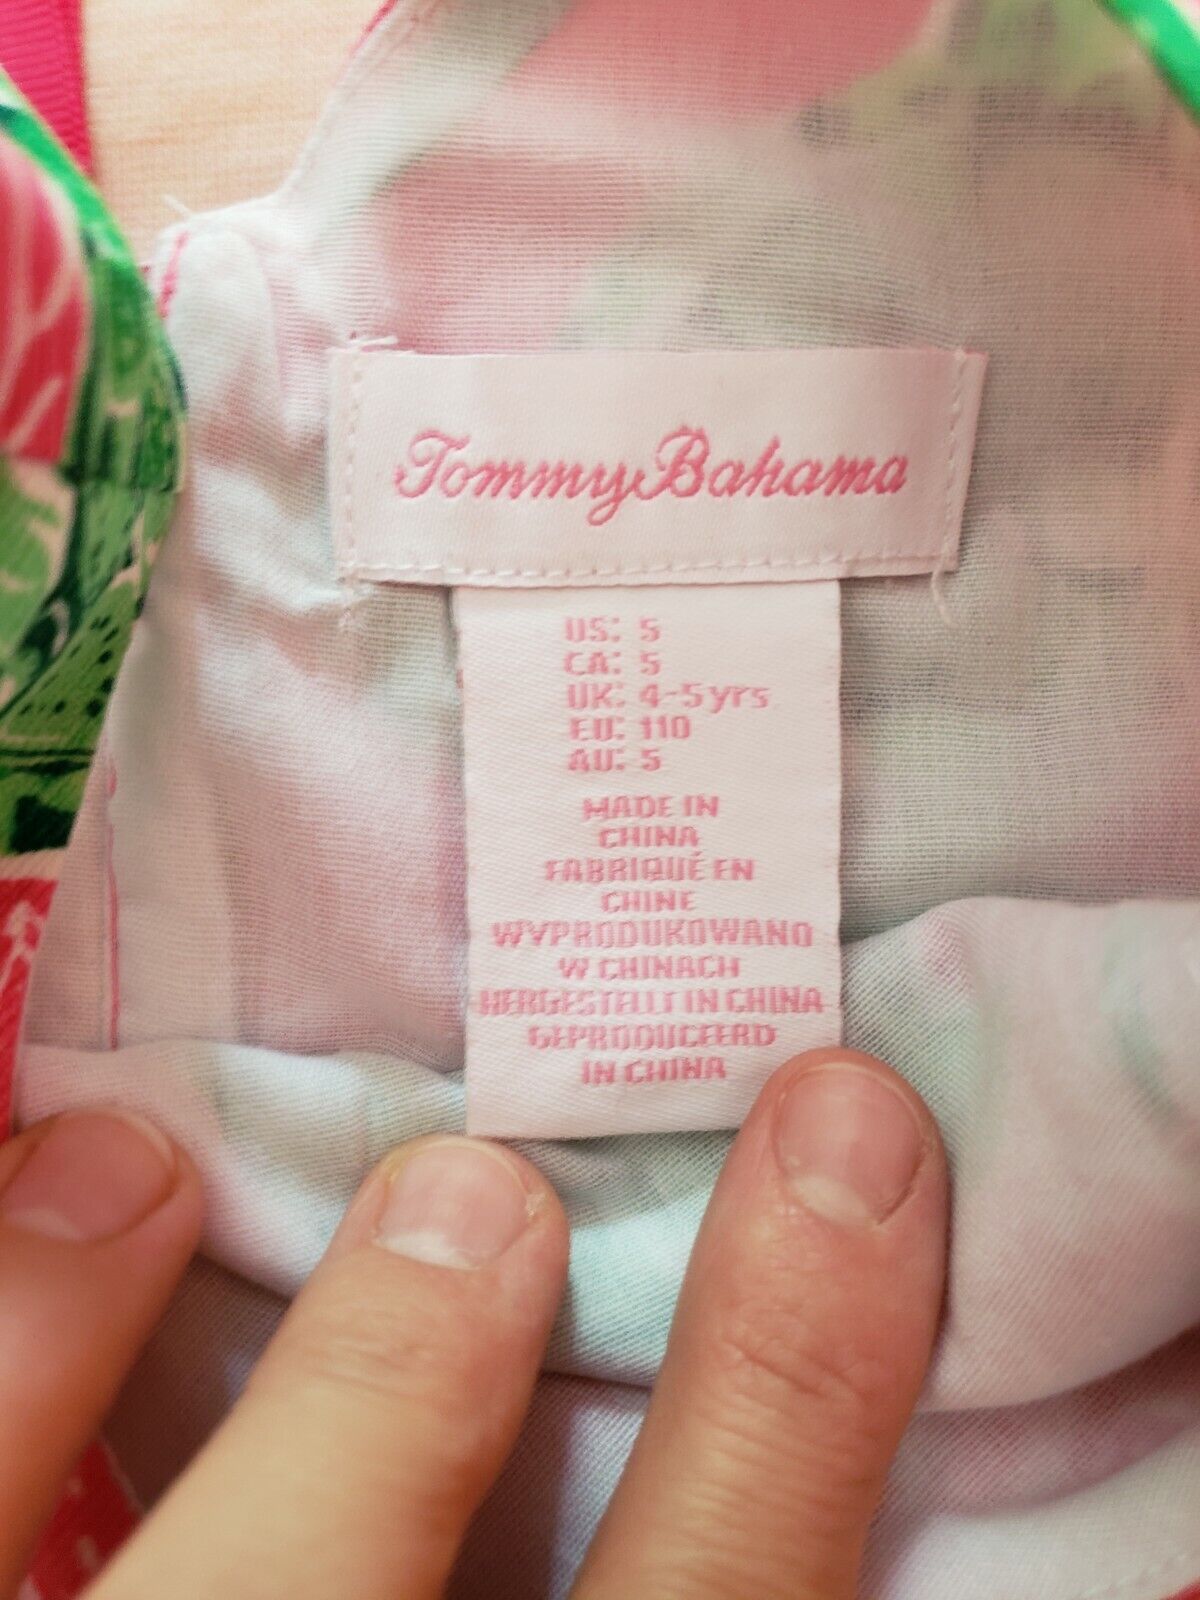 Tommy Bahama
US: 5
CA: 5
UK: 4-5 yrs
EU: 110
AU: 5
MADE IN
CHINA
FABRIQUÉ EN
CHINE
WYPRODUKOWANO
W CHINACH
HERGESTELLT IN CHINA
GEPRODUCEERD
IN CHINA